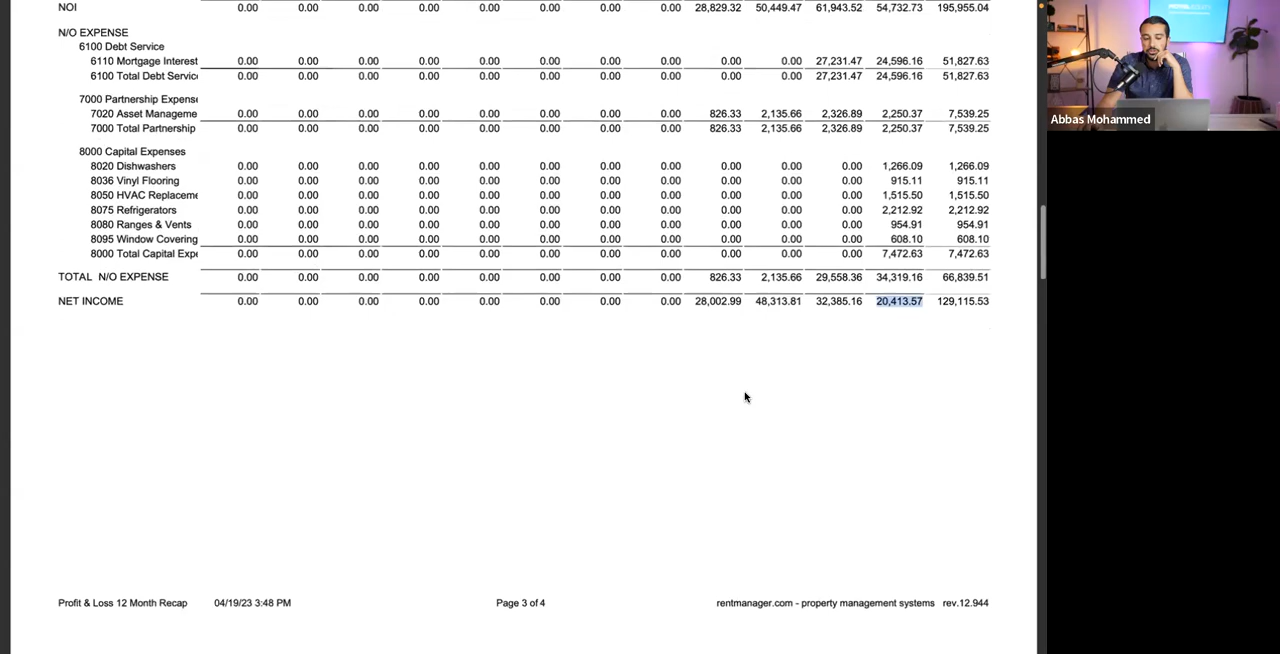 NOI 0.00 0.00 0.00 0.00 0.00 0.00 0.00 0.00 28,829.32 50,449.47 61,943.52 54,732.73 195,955.04
N/O EXPENSE
6100 Debt Service
6110 Mortgage Interest 0.00 0.00 0.00 0.00 0.00 0.00 0.00 0.00 0.00 0.00 27,231.47 24,596.16 51,827.63
6100 Total Debt Servic 0.00 0.00 0.00 0.00 0.00 0.00 0.00 0.00 0.00 0.00 27,231.47 24,596.16 51,827.63
7000 Partnership Expens
7020 Asset Manageme 0.00 0.00 0.00 0.00 0.00 0.00 0.00 0.00 826.33 2,135.66 2,326.89 2,250.37 7,539.25
7000 Total Partnership 0.00 0.00 0.00 0.00 0.00 0.00 0.00 0.00 826.33 2,135.66 2,326.89 2,250.37 7,539.25
8000 Capital Expenses
8020 Dishwashers 0.00 0.00 0.00 0.00 0.00 0.00 0.00 0.00 0.00 0.00 0.00 1,266.09 1,266.09
8036 Vinyl Flooring 0.00 0.00 0.00 0.00 0.00 0.00 0.00 0.00 0.00 0.00 0.00 915.11 915.11
8050 HVAC Replaceme 0.00 0.00 0.00 0.00 0.00 0.00 0.00 0.00 0.00 0.00 0.00 1,515.50 1,515.50
8075 Refrigerators 0.00 0.00 0.00 0.00 0.00 0.00 0.00 0.00 0.00 0.00 0.00 2,212.92 2,212.92
8080 Ranges & Vents 0.00 0.00 0.00 0.00 0.00 0.00 0.00 0.00 0.00 0.00 0.00 954.91 954.91
8095 Window Covering 0.00 0.00 0.00 0.00 0.00 0.00 0.00 0.00 0.00 0.00 0.00 608.10 608.10
8000 Total Capital Expe 0.00 0.00 0.00 0.00 0.00 0.00 0.00 0.00 0.00 0.00 0.00 7,472.63 7,472.63
TOTAL N/O EXPENSE 0.00 0.00 0.00 0.00 0.00 0.00 0.00 0.00 826.33 2,135.66 29,558.36 34,319.16 66,839.51
NET INCOME 0.00 0.00 0.00 0.00 0.00 0.00 0.00 0.00 28,002.99 48,313.81 32,385.16 20,413.57 129,115.53
Profit & Loss 12 Month Recap 04/19/23 3:48 PM Page 3 of 4 rentmanager.com - property management systems rev.12.944
Abbas Mohammed